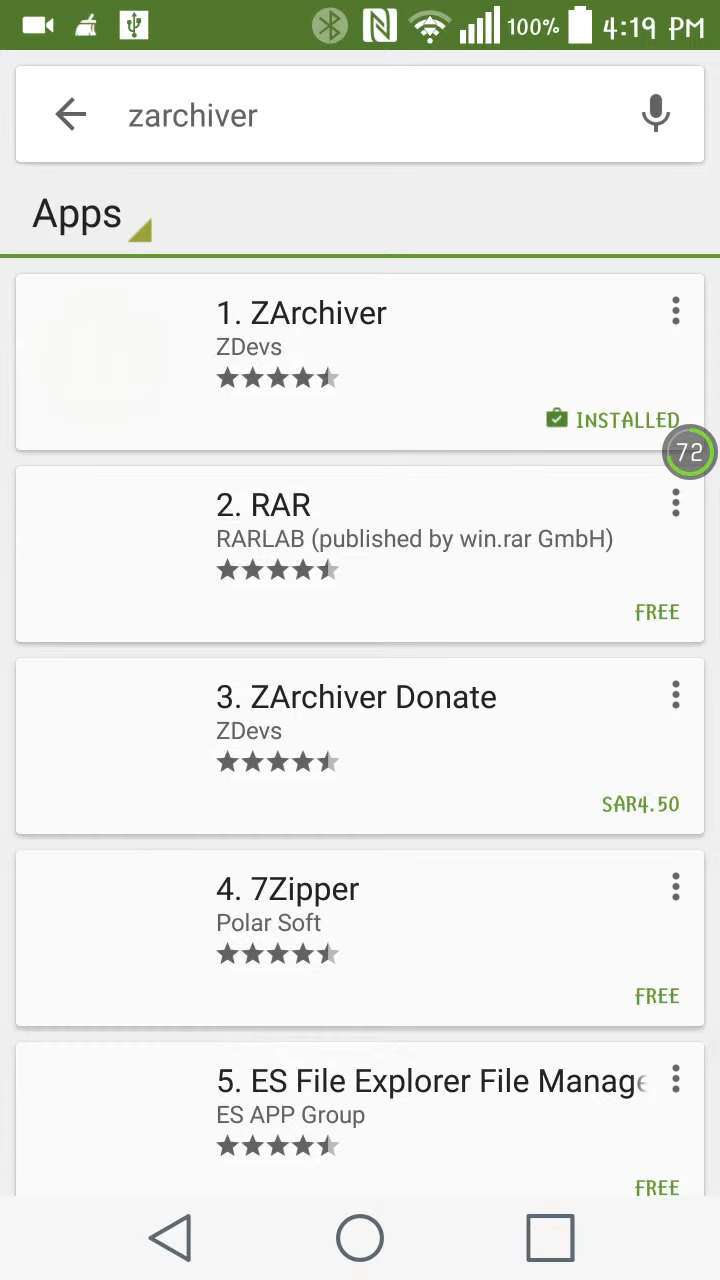 100% 4:19 PM
zarchiver
Apps
1. ZArchiver
ZDevs
INSTALLED
72
2. RAR
RARLAB (published by win.rar GmbH)
FREE
3. ZArchiver Donate
ZDevs
SAR4.50
4. 7Zipper
Polar Soft
FREE
5. ES File Explorer File Manage
ES APP Group
FREE